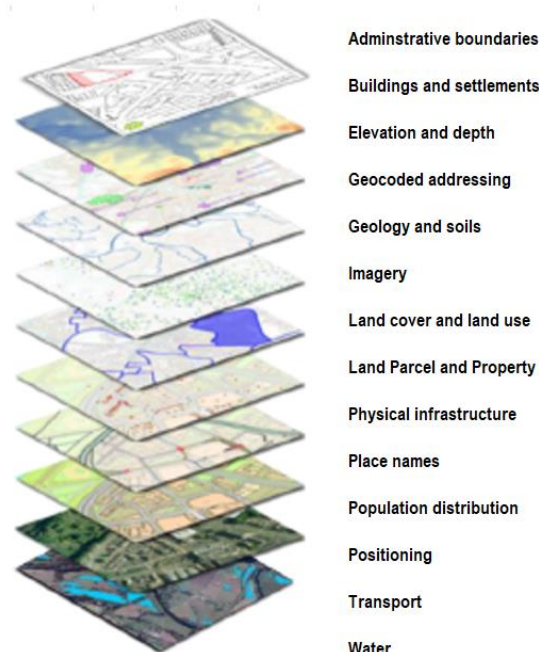 Adminstrative boundaries
Buildings and settlements
Elevation and depth
Geocoded addressing
Geology and soils
Imagery
Land cover and land use
Land Parcel and Property
Physical infrastructure
Place names
Population distribution
Positioning
Transport
Water